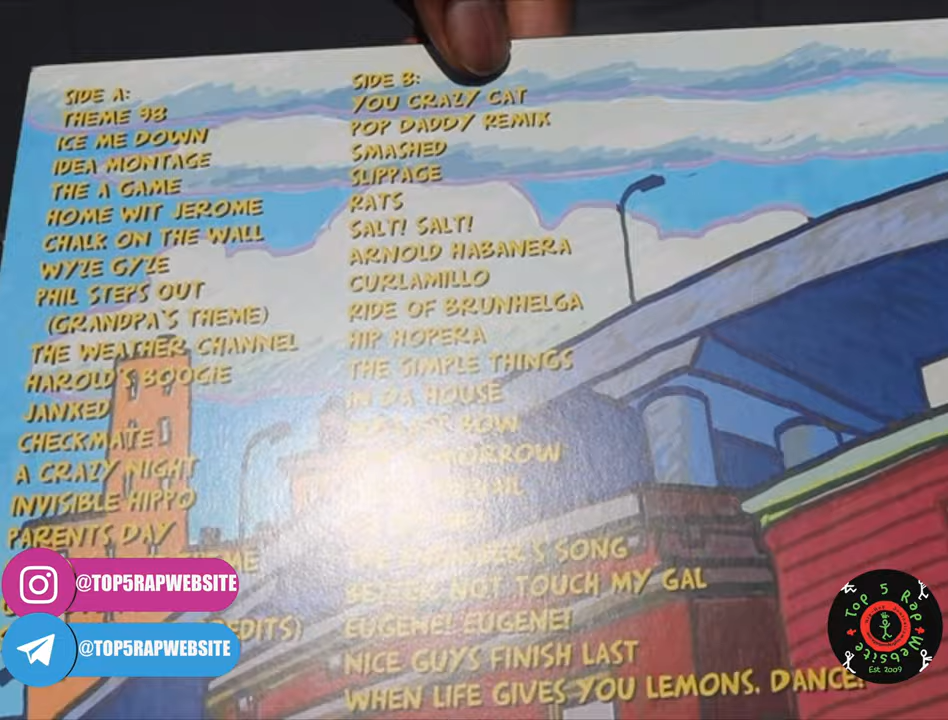 SIDE A:
THEME 98
ICE ME DOWN
IDEA MONTAGE
THE A GAME
HOME WIT JEROME
CHALK ON THE WALL
WYZE GYZE
PHIL STEPS OUT
(GRANDPA'S THEME)
THE WEATHER CHANNEL
HAROLD'S BOOGIE
JANKED
CHECKMATE
A CRAZY NIGHT
INVISIBLE HIPPO
PARENTS DAY
SIDE B:
YOU CRAZY CAT
POP DADDY REMIX
SMASHED
SLIPPAGE
RATS
SALT! SALT!
ARNOLD HABANERA
CURLAMILLO
RIDE OF BRUNHELGA
HIP HOPERA
THE SIMPLE THINGS
IN DA HOUSE
BOW
SONG
NOT TOUCH MY GAL
EUGENE!
NICE GUYS FINISH LAST
WHEN LIFE GIVES YOU LEMONS. DANCE!
@TOP5RAPWEBSITE
@TOP5RAPWEBSITE
Top 5 Rap
Website
Est 2009